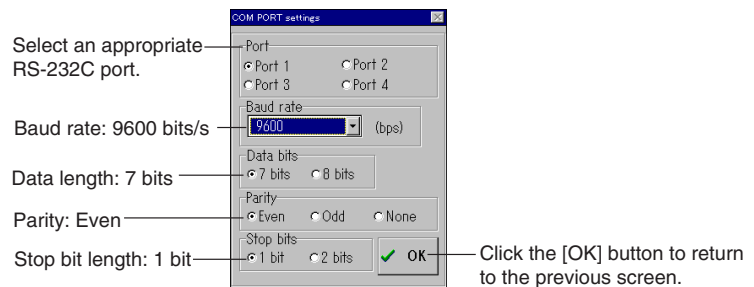 COM PORT settings
Select an appropriate
RS-232C port.
Port
Port 1 Port 2
Port 3 Port 4
Baud rate: 9600 bits/s
Baud rate
9600 (bps)
Data length: 7 bits
Data bits
7 bits 8 bits
Parity: Even
Parity
Even Odd None
Stop bit length: 1 bit
Stop bits
1 bit 2 bits
OK
Click the [OK] button to return
to the previous screen.